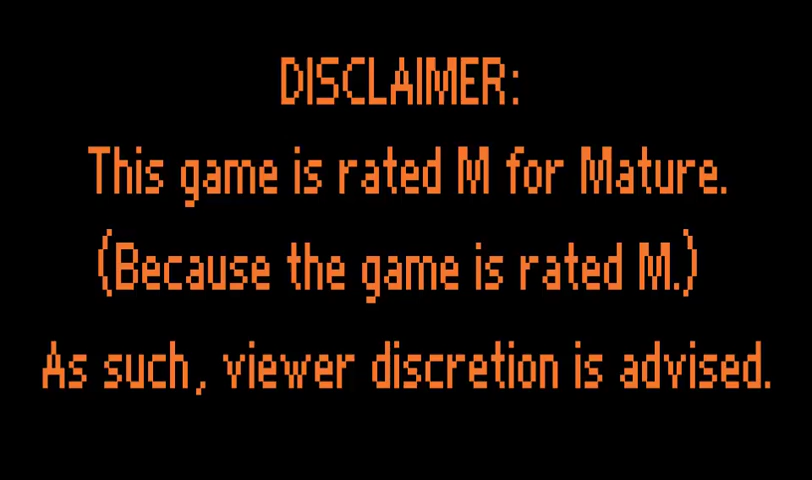 DISCLAIMER:
This game is rated M for Mature.
(Because the game is rated M.)
As such, viewer discretion is advised.